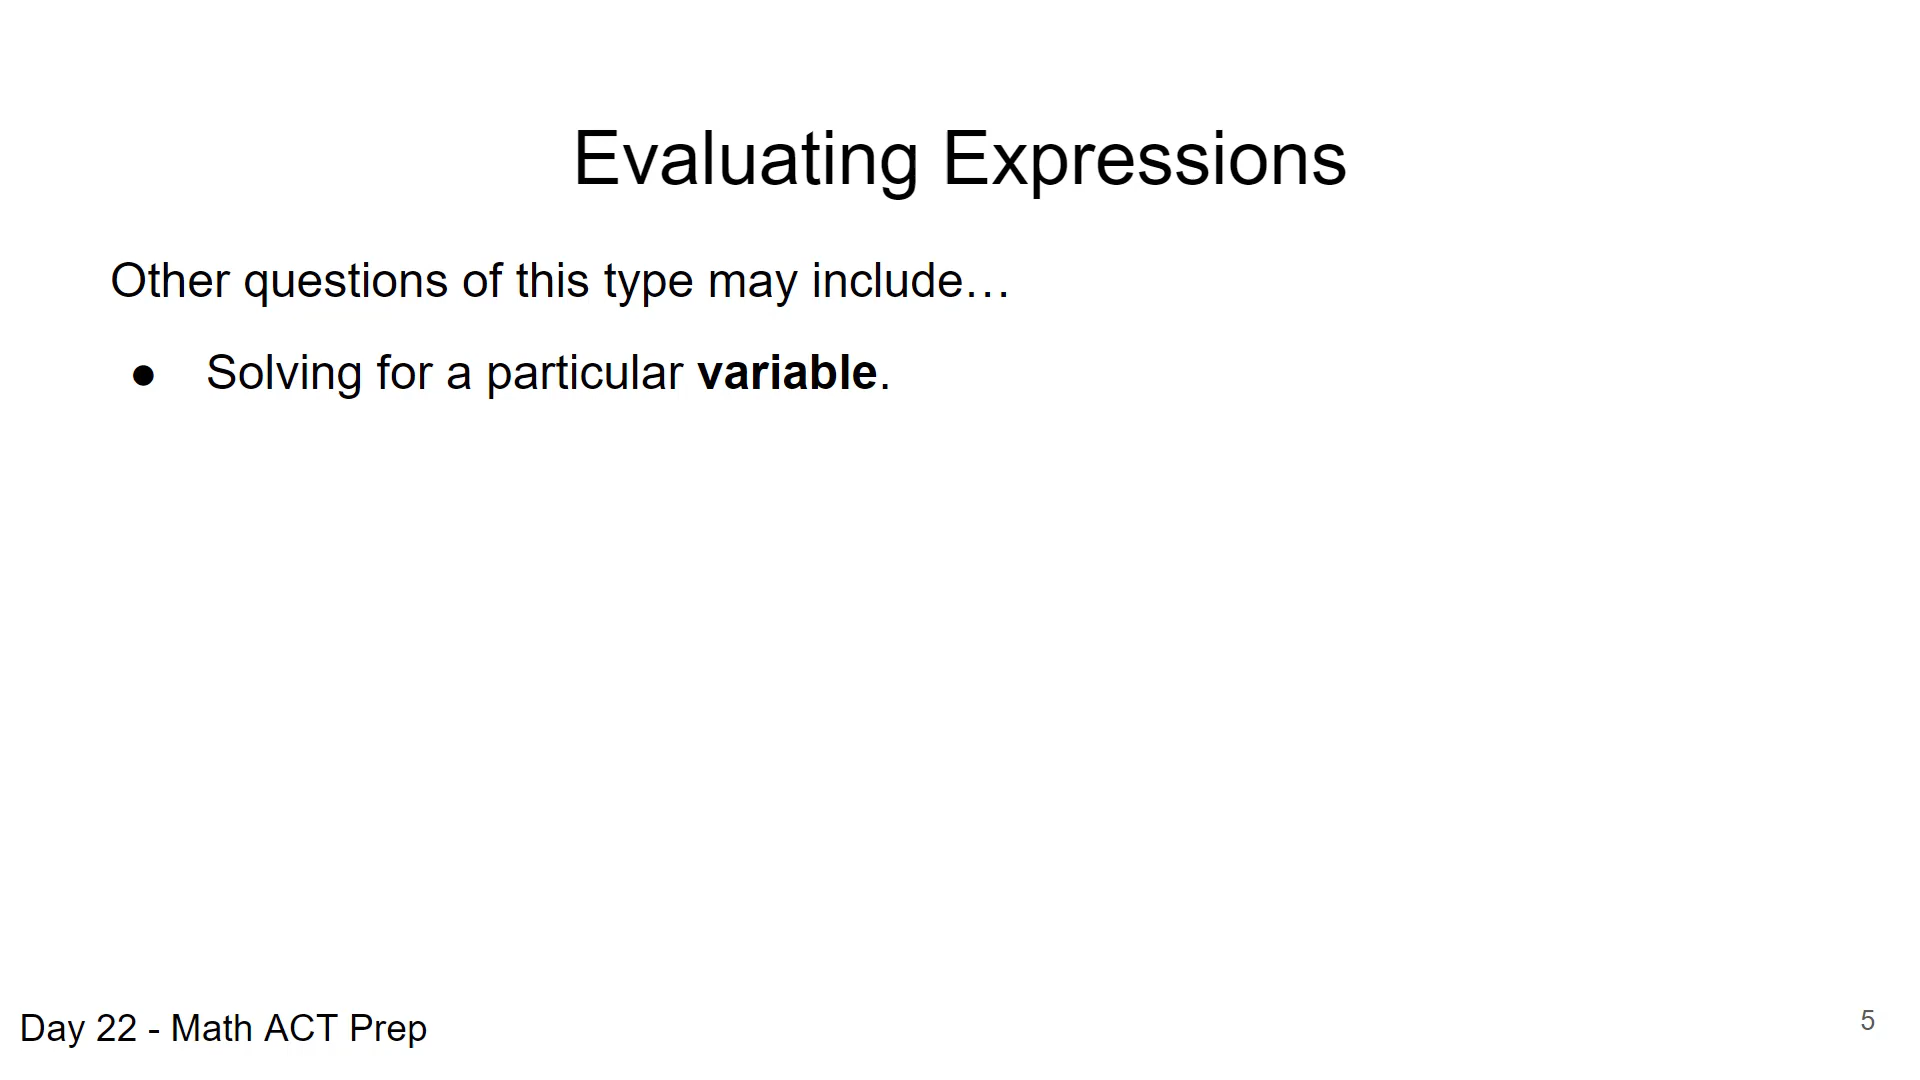 Evaluating Expressions
Other questions of this type may include…
● Solving for a particular variable.
Day 22 - Math ACT Prep
5